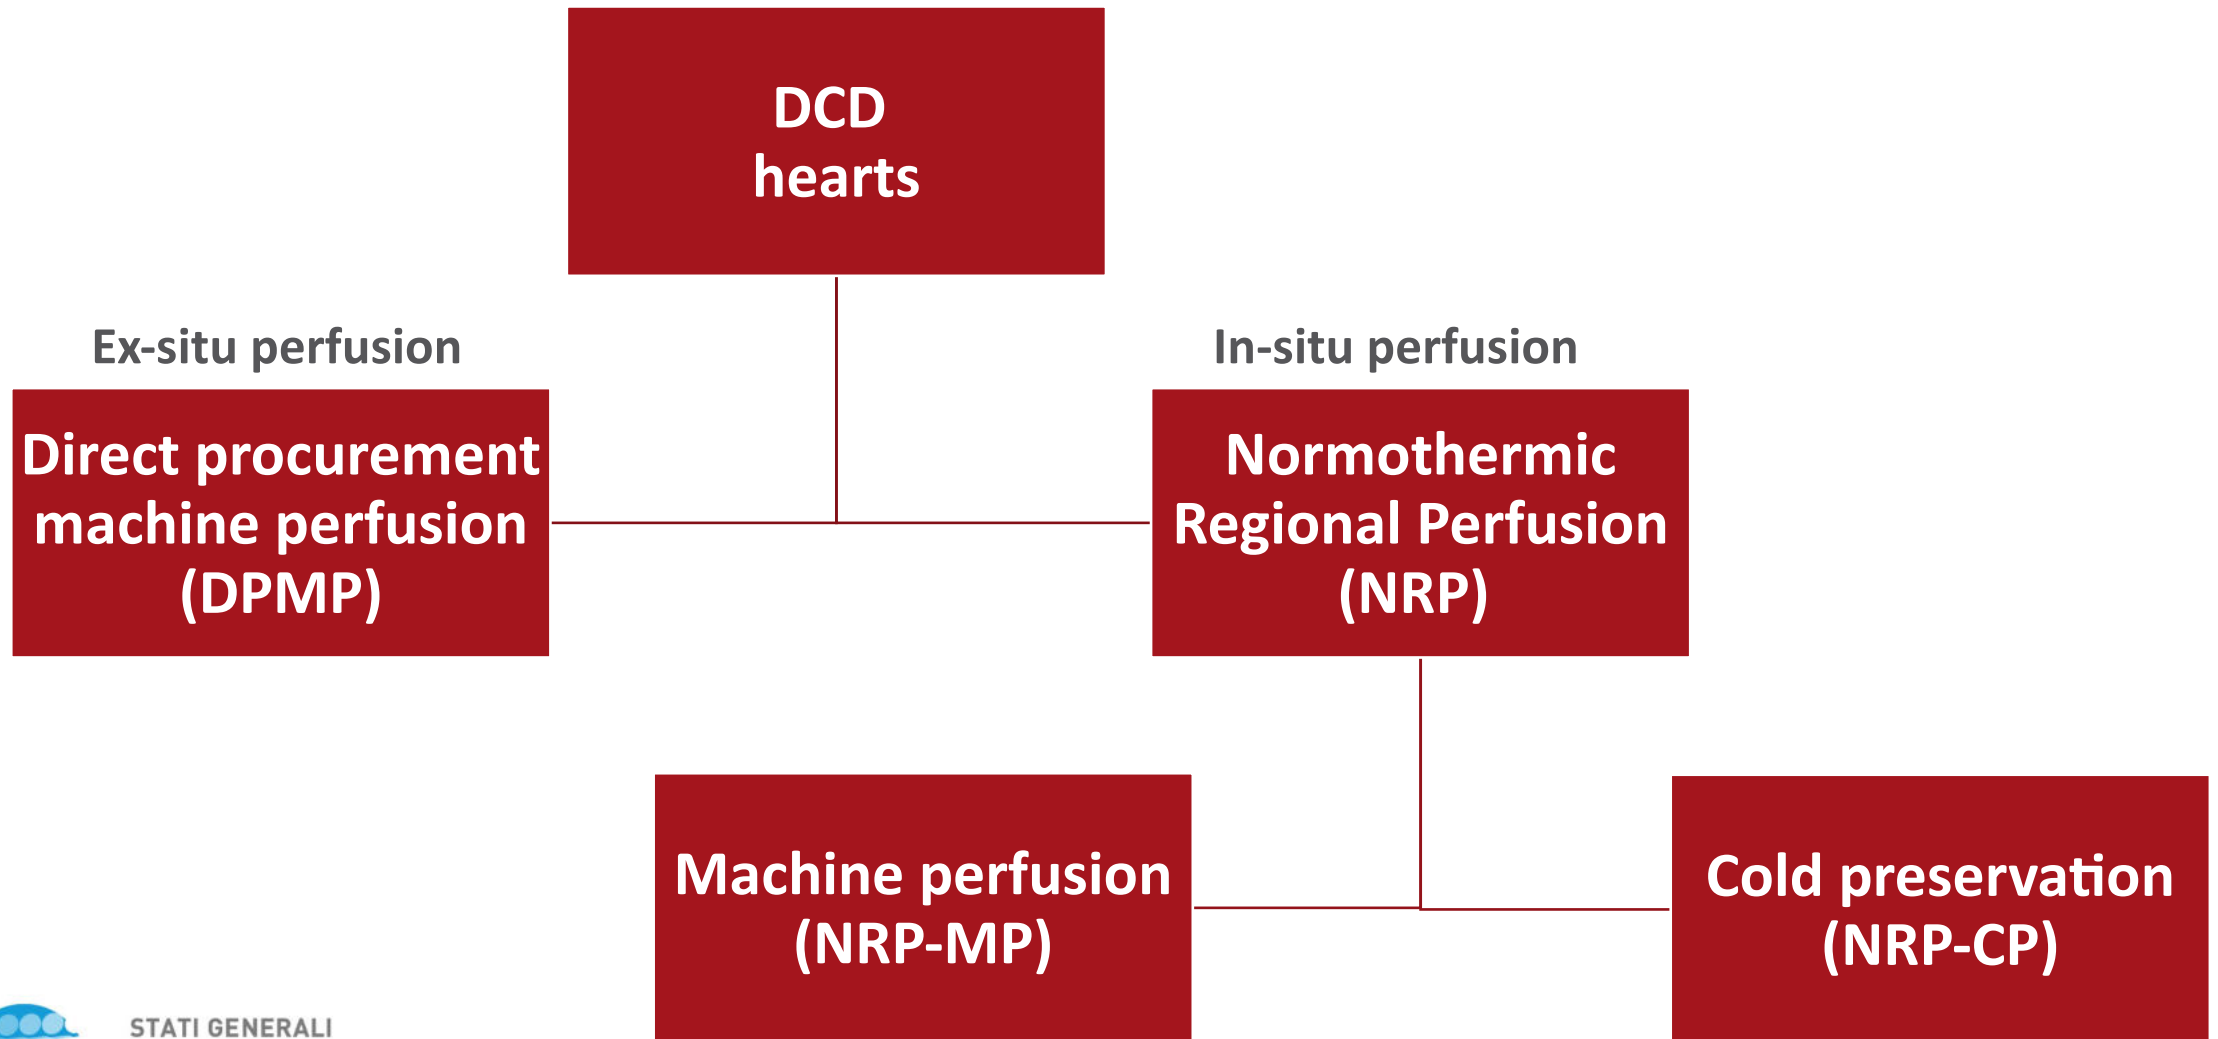 DCD
hearts
Ex-situ perfusion
In-situ perfusion
Direct procurement
machine perfusion
(DPMP)
Normothermic
Regional Perfusion
(NRP)
Machine perfusion
(NRP-MP)
Cold preservation
(NRP-CP)
STATI GENERALI